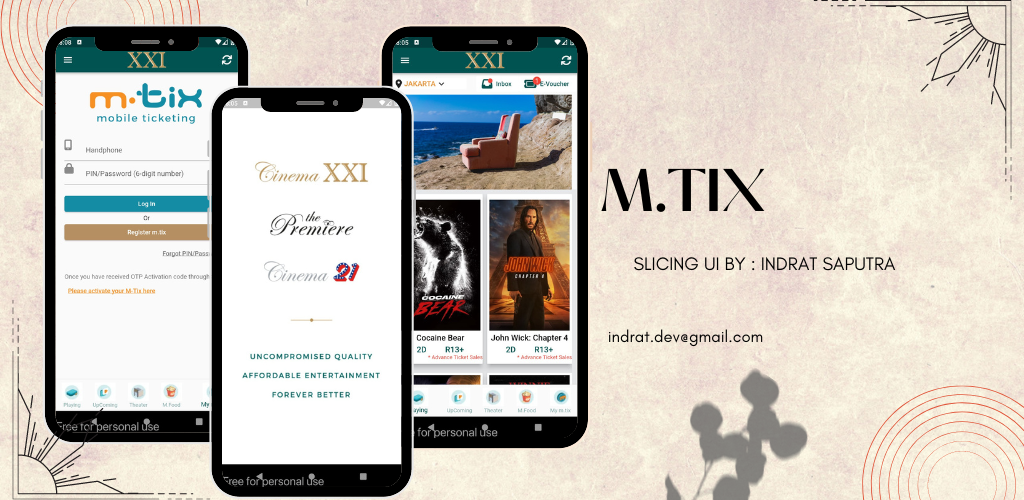 8:08
XXI
m·tix
mobile ticketing
Handphone
PIN/Password (6-digit number)
Log In
Or
Register m.tix
Forgot PIN/Pass
Once you have received OTP Activation code through
Please activate your M-Tix here
Playing
UpComing
Theater
M.Food
My
Free for personal use
Cinema XXI
the
Premiere
Cinema 21
UNCOMPROMISED QUALITY
AFFORDABLE ENTERTAINMENT
FOREVER BETTER
Free for personal use
8:05
XXI
JAKARTA
Inbox
E-Voucher
COCAINE
BEAR
JOHN WICK
CHAPTER 4
Cocaine Bear
John Wick: Chapter 4
2D R13+
2D R13+
* Advance Ticket Sales
* Advance Ticket Sales
Playing
UpComing
Theater
M.Food
My m.tix
for personal use
M.TIX
SLICING UI BY : INDRAT SAPUTRA
indrat.dev@gmail.com